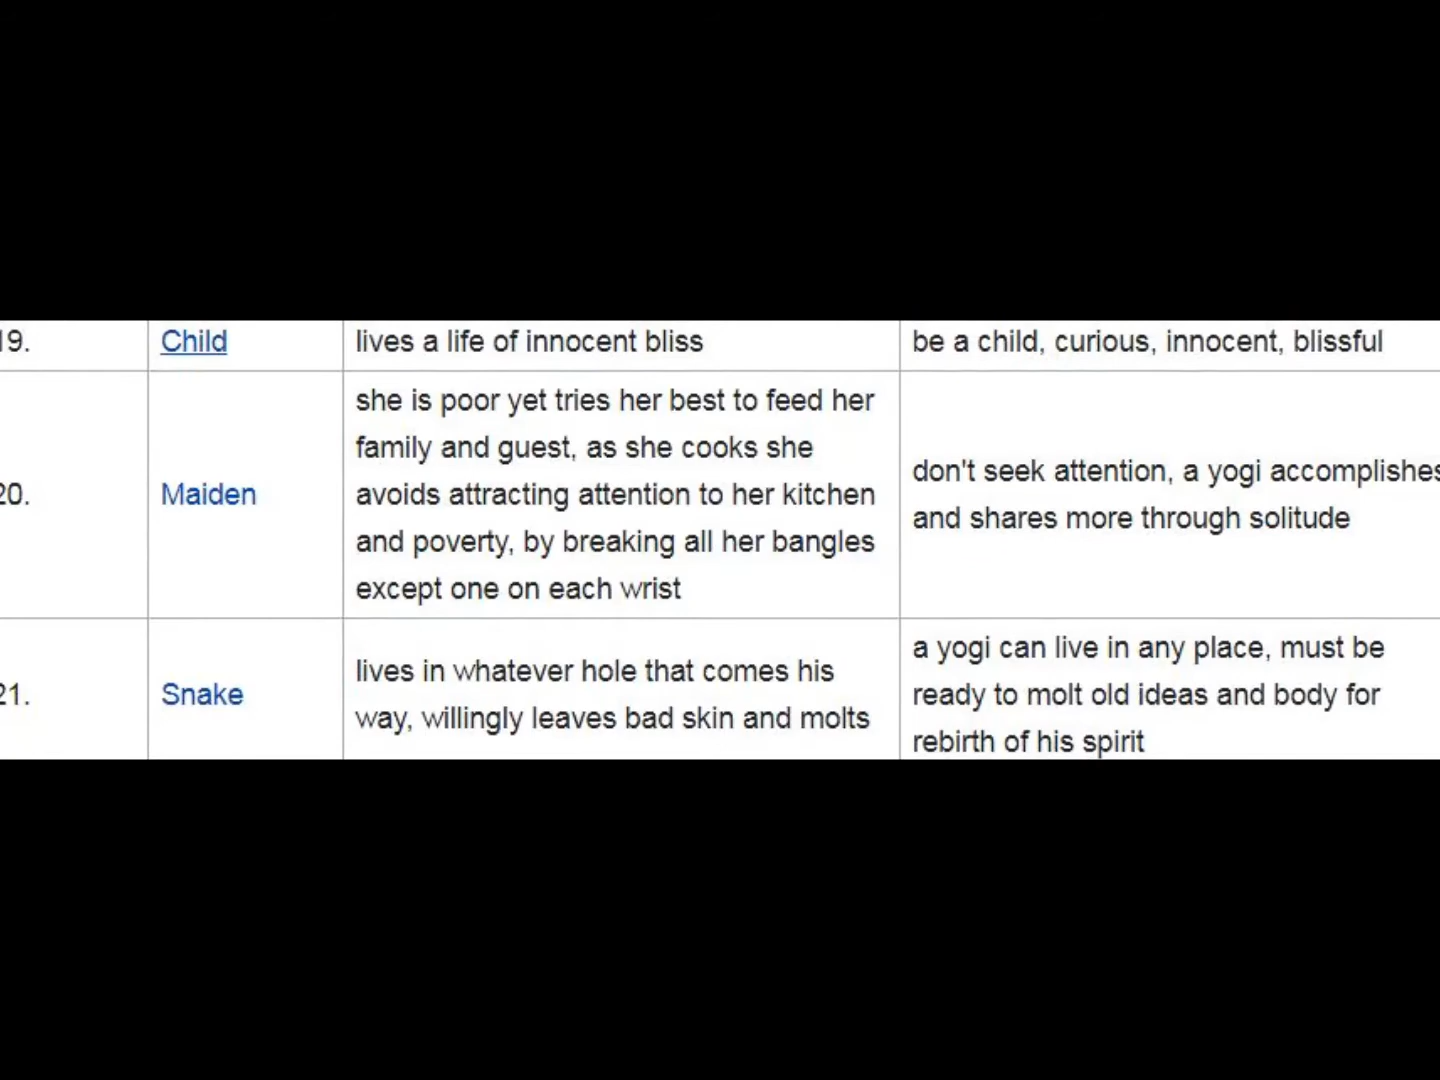 19.
Child
lives a life of innocent bliss
be a child, curious, innocent, blissful
20.
Maiden
she is poor yet tries her best to feed her
family and guest, as she cooks she
avoids attracting attention to her kitchen
and poverty, by breaking all her bangles
except one on each wrist
don't seek attention, a yogi accomplishes
and shares more through solitude
21.
Snake
lives in whatever hole that comes his
way, willingly leaves bad skin and molts
a yogi can live in any place, must be
ready to molt old ideas and body for
rebirth of his spirit